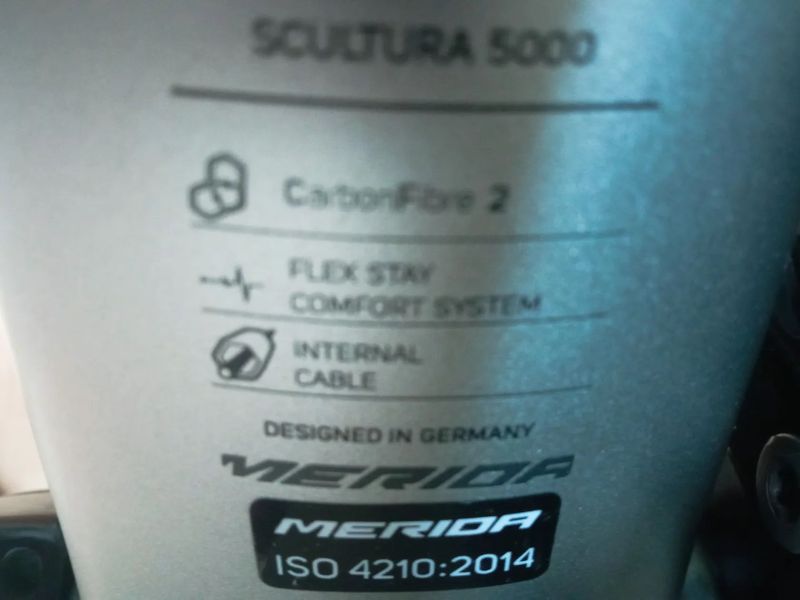 SCULTURA 5000
CarbonFibre 2
FLEX STAY
COMFORT SYSTEM
INTERNAL
CABLE
DESIGNED IN GERMANY
MERIDA
MERIDA
ISO 4210:2014